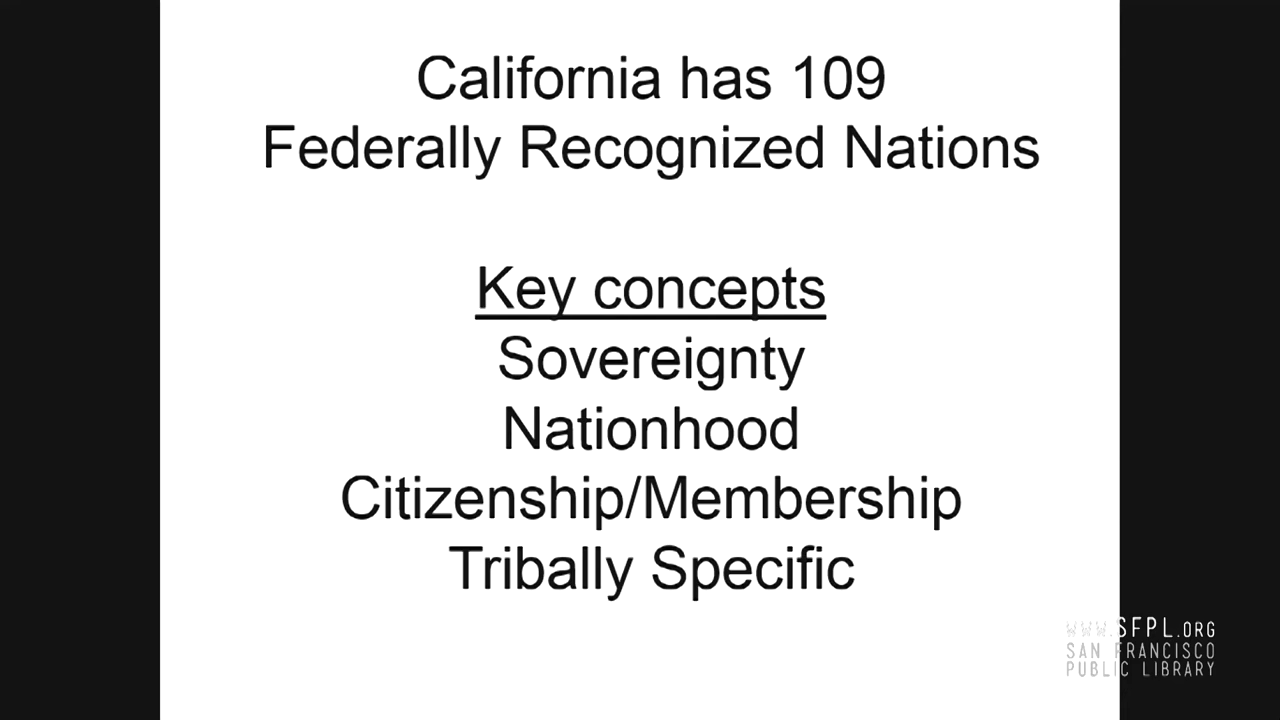 California has 109
Federally Recognized Nations
Key concepts
Sovereignty
Nationhood
Citizenship/Membership
Tribally Specific
WWW.SFPL.ORG
SAN FRANCISCO
PUBLIC LIBRARY